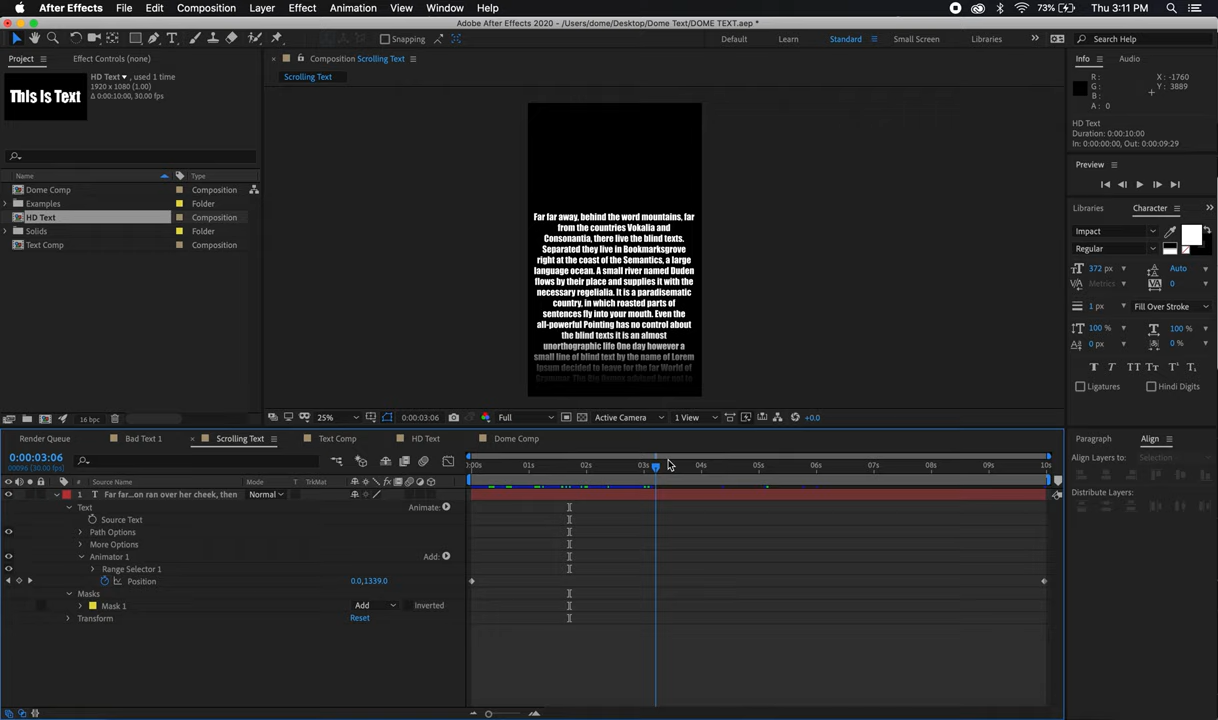 After Effects File Edit Composition Layer Effect Animation View Window Help 73% Thu 3:11 PM
Adobe After Effects 2020 - /Users/dome/Desktop/Dome Text/DOME TEXT.aep *
Snapping Default Learn Standard Small Screen Libraries Search Help
Project Effect Controls (none) Composition Scrolling Text Info Audio
This Is Text
HD Text, used 1 time
1920 x 1080 (1.00)
Δ 0:00:10:00, 30.00 fps
Scrolling Text
R: X: -1760
G: Y: 3889
B:
A: 0
HD Text
Duration: 0:00:10:00
In: 0:00:00:00, Out: 0:00:09:29
Preview
Name Type
Dome Comp Composition
Examples Folder
HD Text Composition
Solids Folder
Text Comp Composition
Far far away, behind the word mountains, far
from the countries Vokalia and
Consonantia, there live the blind texts.
Separated they live in Bookmarksgrove
right at the coast of the Semantics, a large
language ocean. A small river named Duden
flows by their place and supplies it with the
necessary regelialia. It is a paradisematic
country, in which roasted parts of
sentences fly into your mouth. Even the
all-powerful Pointing has no control about
the blind texts it is an almost
unorthographic life One day however a
small line of blind text by the name of Lorem
Ipsum decided to leave for the far World of
Grammar. The Big Oxmox advised her not to
Libraries Character
Impact
Regular
372 px Auto
Metrics 0
1 px Fill Over Stroke
100 % 100 %
0 px 0 %
T T TT Tt T' T,
Ligatures Hindi Digits
16 bpc 25% 0:00:03:06 Full Active Camera 1 View +0.0
Render Queue Bad Text 1 Scrolling Text Text Comp HD Text Dome Comp Paragraph Align
0:00:03:06
00096 (30.00 fps)
0:00s 01s 02s 03s 04s 05s 06s 07s 08s 09s 10s
# Source Name Mode T TrkMat
1 T Far far...on ran over her cheek, then Normal
Text Animate:
Source Text
Path Options
More Options
Animator 1 Add:
Range Selector 1
Position 0.0,1339.0
Masks
Mask 1 Add Inverted
Transform Reset
Align Layers to: Selection
Distribute Layers: